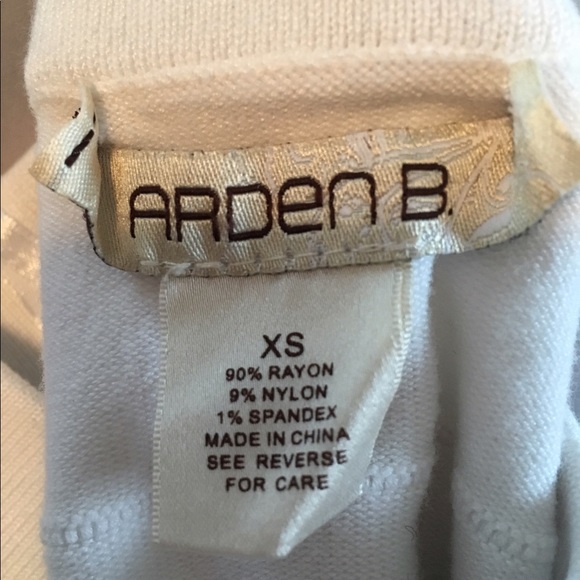 ARDEN B.
XS
90% RAYON
9% NYLON
1% SPANDEX
MADE IN CHINA
SEE REVERSE
FOR CARE